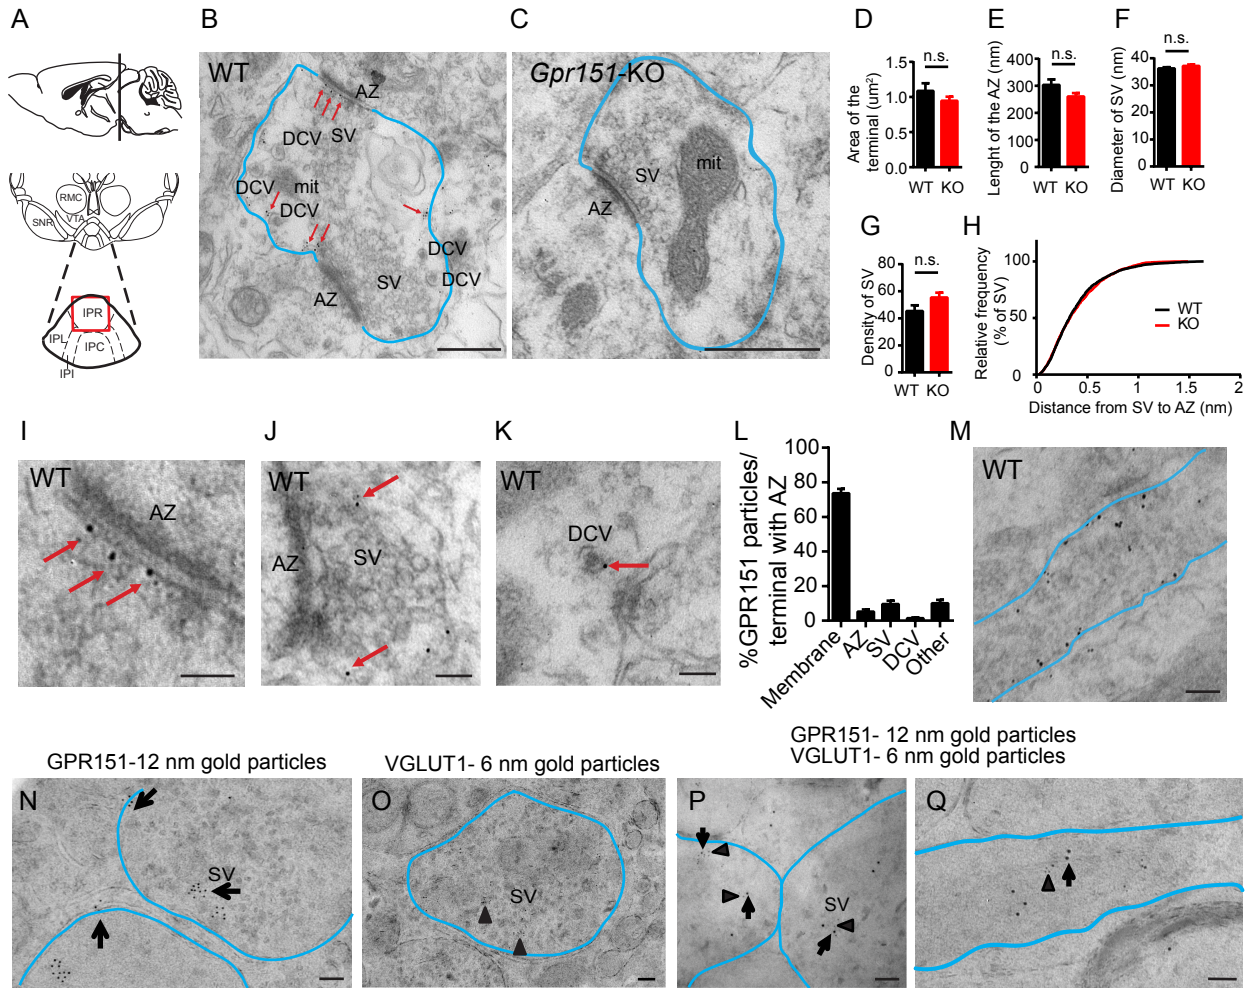 A
RMC
SNR
VTA
IPR
IPL
IPC
IPI
B
WT
AZ
DCV
SV
DCV
mit
DCV
DCV
DCV
SV
AZ
C
Gpr151-KO
SV
mit
AZ
D
n.s.
Area of the
terminal (um²)
1.5
1.0
0.5
0.0
WT KO
E
n.s.
Lenght of the AZ (nm)
400
300
200
100
0
WT KO
F
n.s.
Diameter of SV (nm)
40
30
20
10
0
WT KO
G
n.s.
Density of SV
80
60
40
20
0
WT KO
H
Relative frequency
(% of SV)
100
50
0
WT
KO
0 0.5 1 1.5 2
Distance from SV to AZ (nm)
I
WT
AZ
J
WT
SV
AZ
K
WT
DCV
L
%GPR151 particles/
terminal with AZ
100
80
60
40
20
0
Membrane
AZ
SV
DCV
Other
M
WT
GPR151-12 nm gold particles
N
SV
VGLUT1- 6 nm gold particles
O
SV
GPR151- 12 nm gold particles
VGLUT1- 6 nm gold particles
P
SV
Q